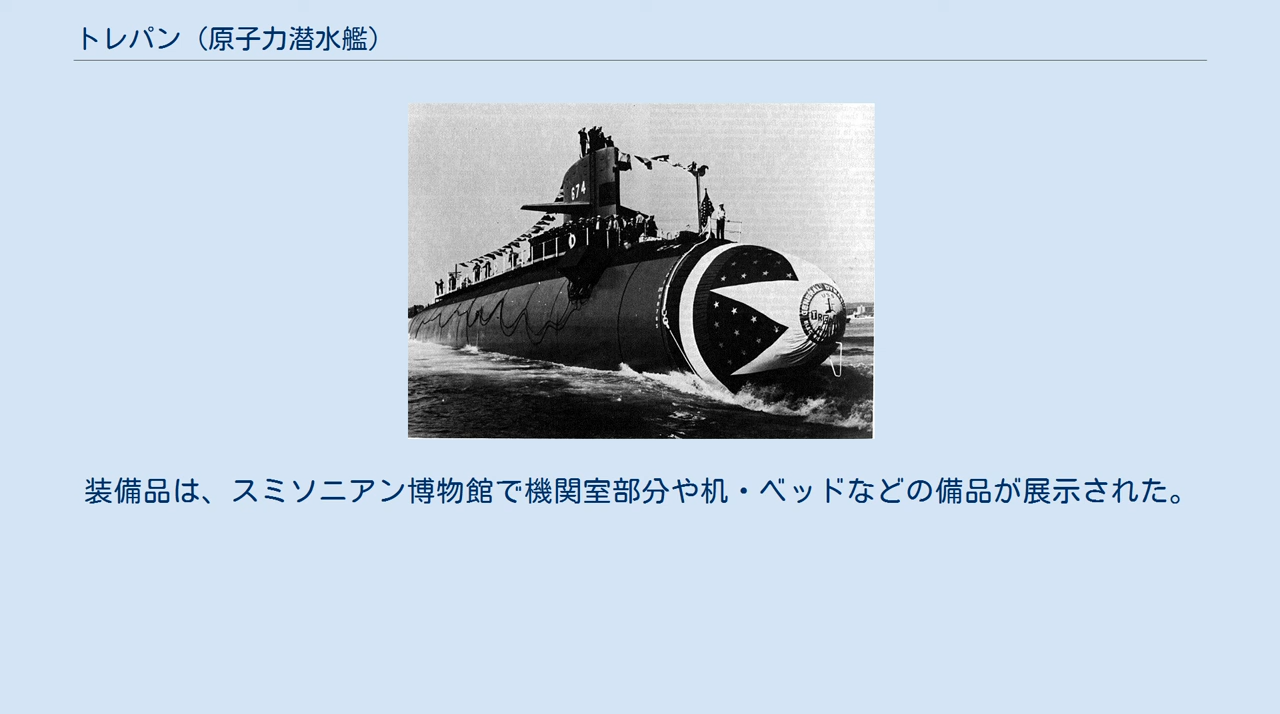 トレパン（原子力潜水艦）
674
装備品は、スミソニアン博物館で機関室部分や机・ベッドなどの備品が展示された。